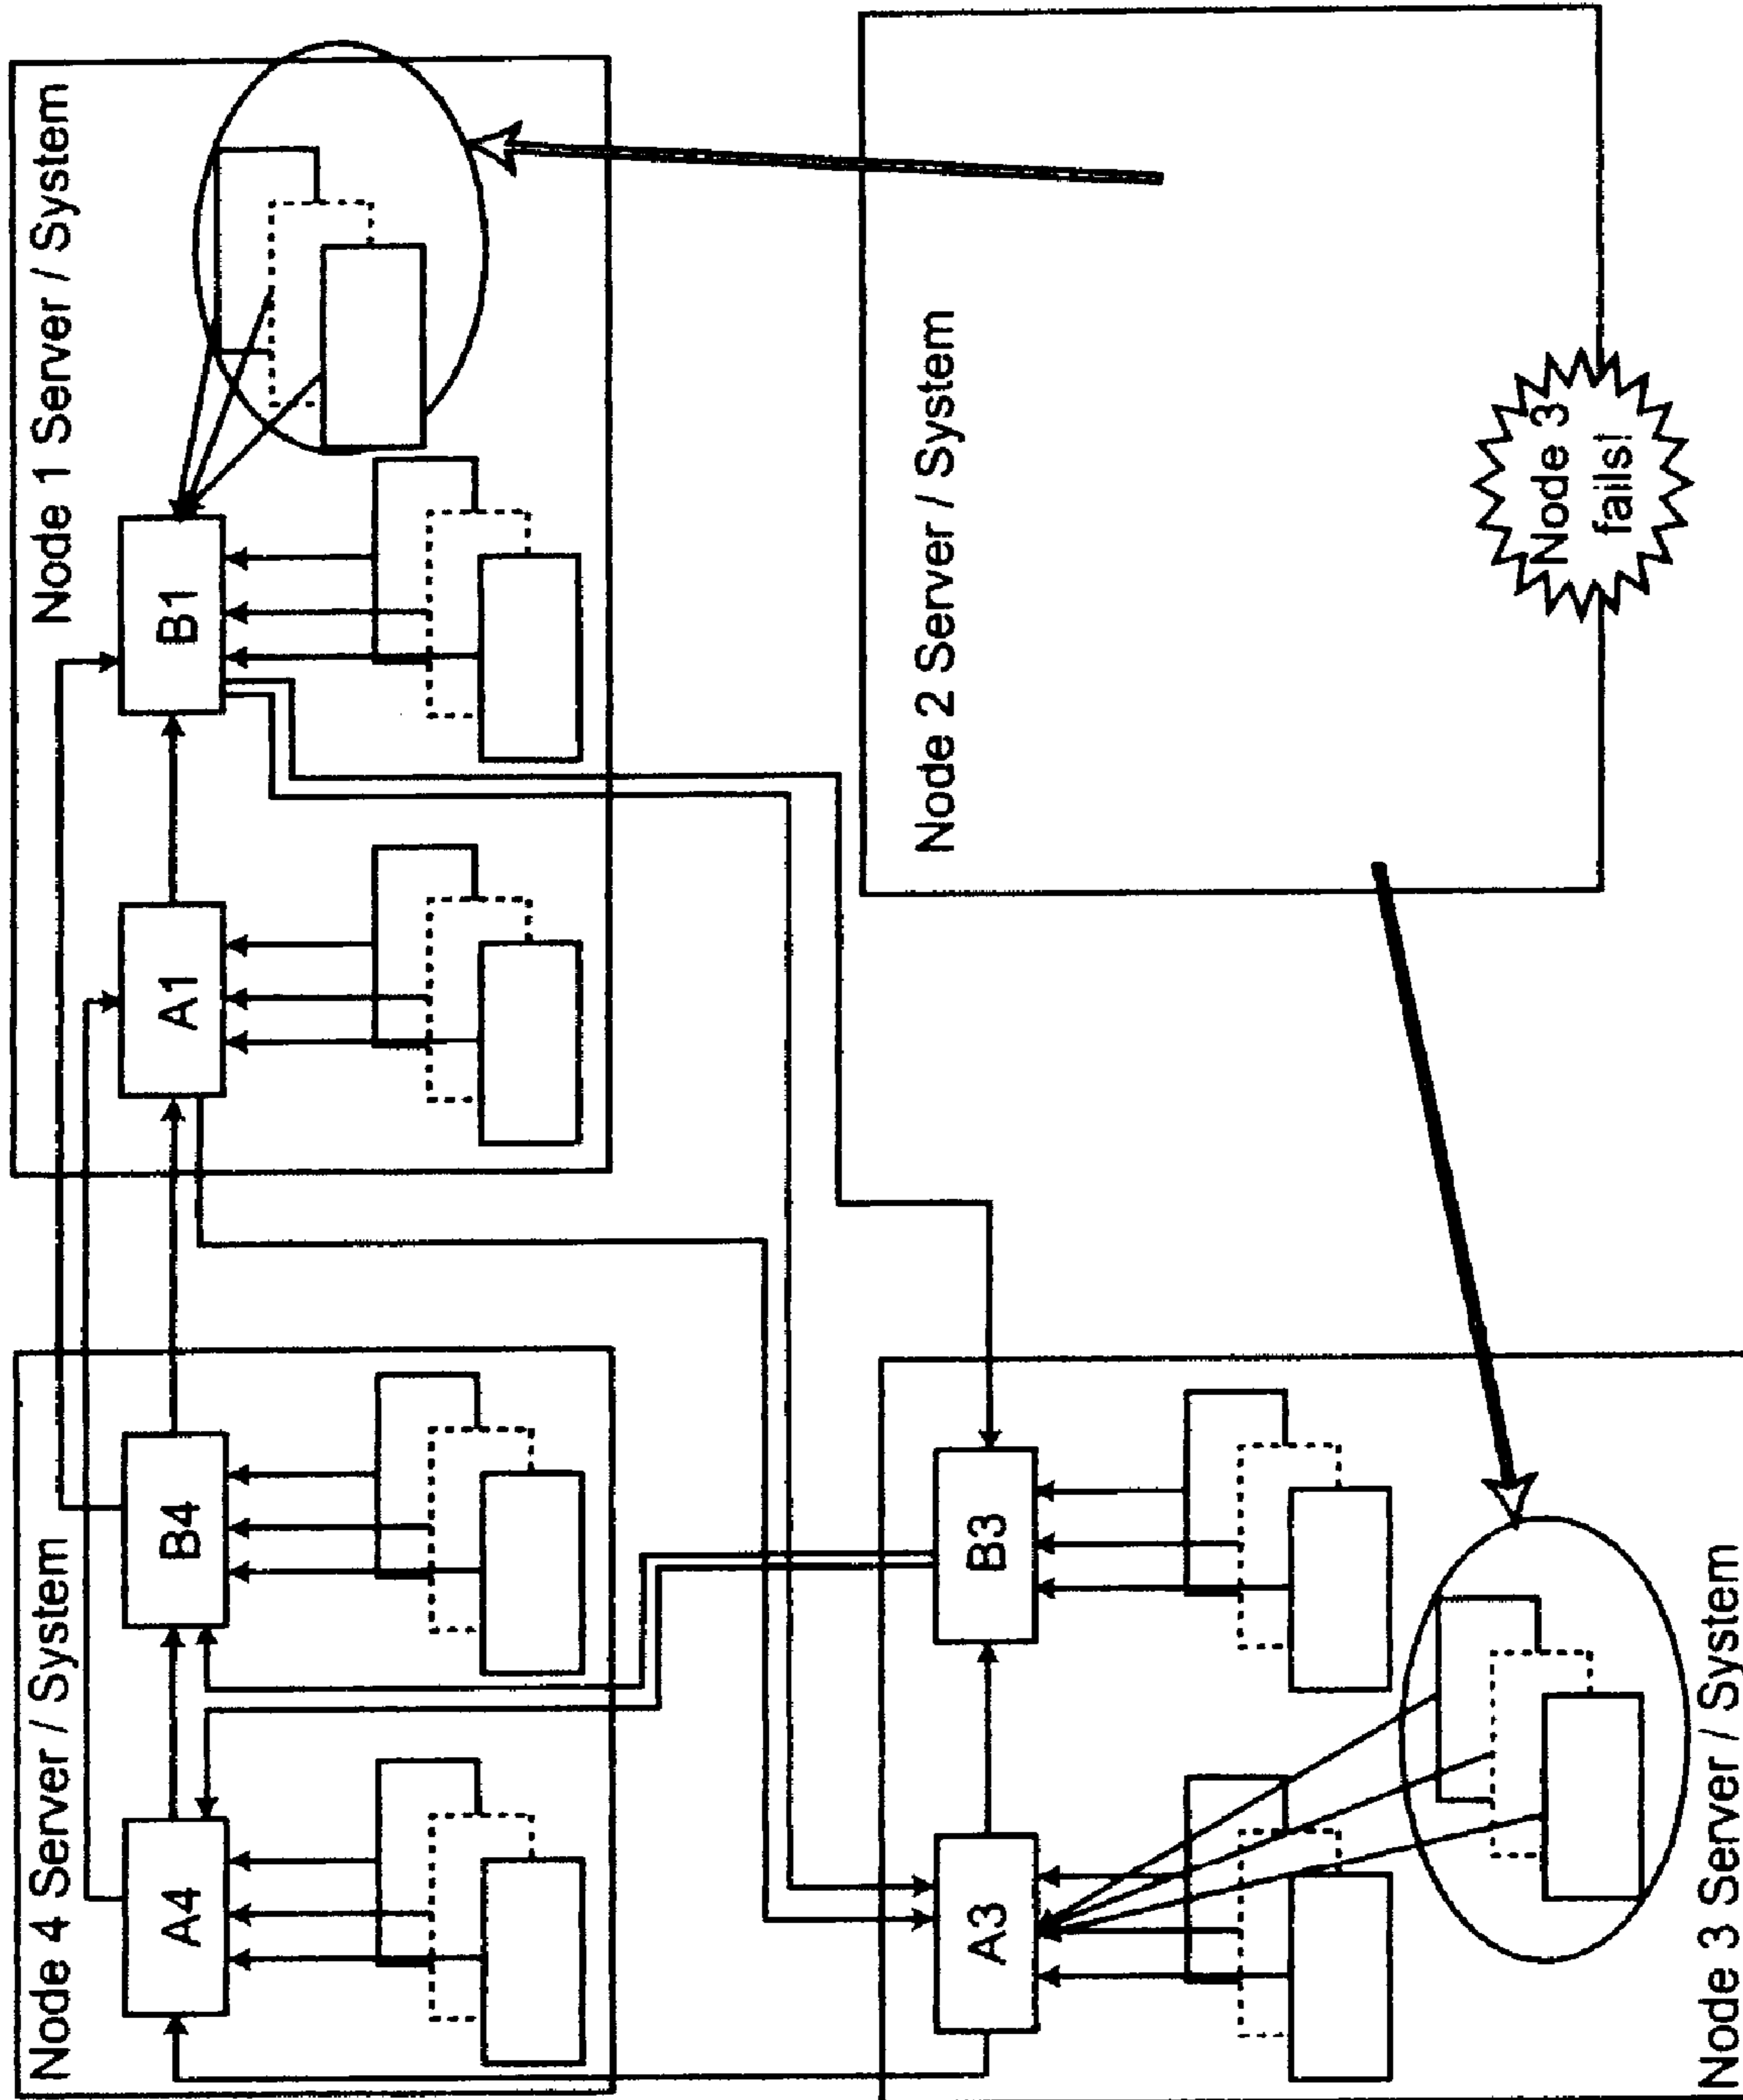 Node 4 Server / System
A4
B4
Node 1 Server / System
A1
B1
Node 3 Server / System
A3
B3
Node 2 Server / System
Node 3
fails!